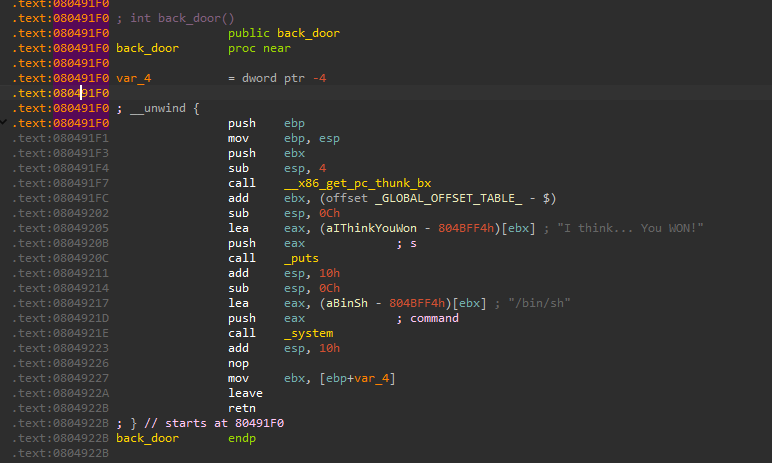 .text:080491F0
.text:080491F0 ; int back_door()
.text:080491F0 public back_door
.text:080491F0 back_door proc near
.text:080491F0
.text:080491F0 var_4 = dword ptr -4
.text:080491F0
.text:080491F0 ; __unwind {
.text:080491F0 push ebp
.text:080491F1 mov ebp, esp
.text:080491F3 push ebx
.text:080491F4 sub esp, 4
.text:080491F7 call __x86_get_pc_thunk_bx
.text:080491FC add ebx, (offset _GLOBAL_OFFSET_TABLE_ - $)
.text:08049202 sub esp, 0Ch
.text:08049205 lea eax, (aIThinkYouWon - 804BFF4h)[ebx] ; "I think... You WON!"
.text:0804920B push eax ; s
.text:0804920C call _puts
.text:08049211 add esp, 10h
.text:08049214 sub esp, 0Ch
.text:08049217 lea eax, (aBinSh - 804BFF4h)[ebx] ; "/bin/sh"
.text:0804921D push eax ; command
.text:0804921E call _system
.text:08049223 add esp, 10h
.text:08049226 nop
.text:08049227 mov ebx, [ebp+var_4]
.text:0804922A leave
.text:0804922B retn
.text:0804922B ; } // starts at 80491F0
.text:0804922B back_door endp
.text:0804922B